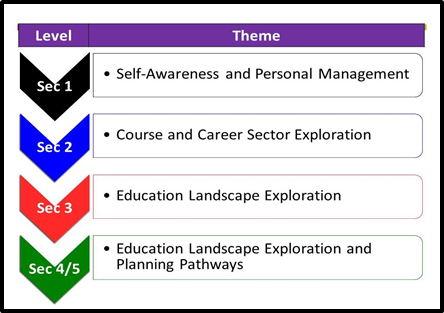 Level Theme
Sec 1
• Self-Awareness and Personal Management
Sec 2
• Course and Career Sector Exploration
Sec 3
• Education Landscape Exploration
Sec 4/5
• Education Landscape Exploration and
Planning Pathways